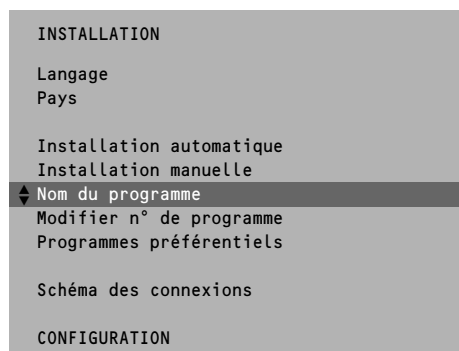 INSTALLATION
Langage
Pays
Installation automatique
Installation manuelle
Nom du programme
Modifier n° de programme
Programmes préférentiels
Schéma des connexions
CONFIGURATION